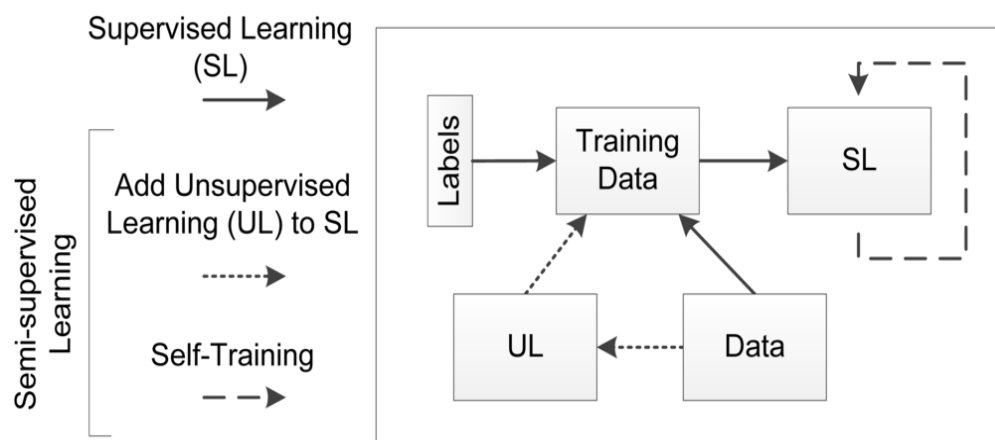 Supervised Learning
(SL)
Semi-supervised
Learning
Add Unsupervised
Learning (UL) to SL
Self-Training
Labels
Training
Data
SL
UL
Data